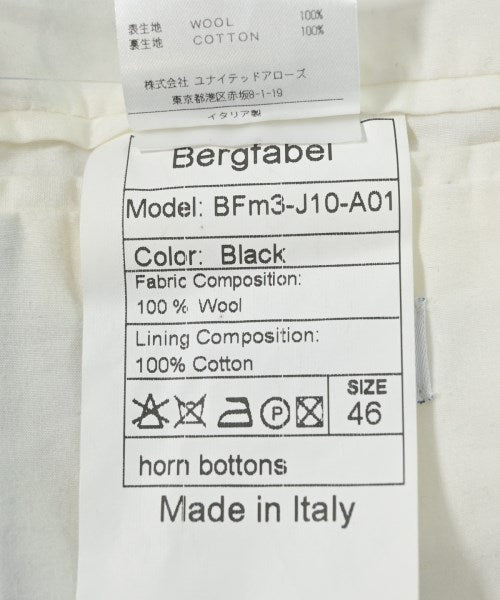 表生地 WOOL 100%
裏生地 COTTON 100%
株式会社 ユナイテッドアローズ
東京都港区赤坂8-1-19
イタリア製
Bergfabel
Model: BFm3-J10-A01
Color: Black
Fabric Composition:
100 % Wool
Lining Composition:
100% Cotton
P
SIZE
46
horn bottons
Made in Italy